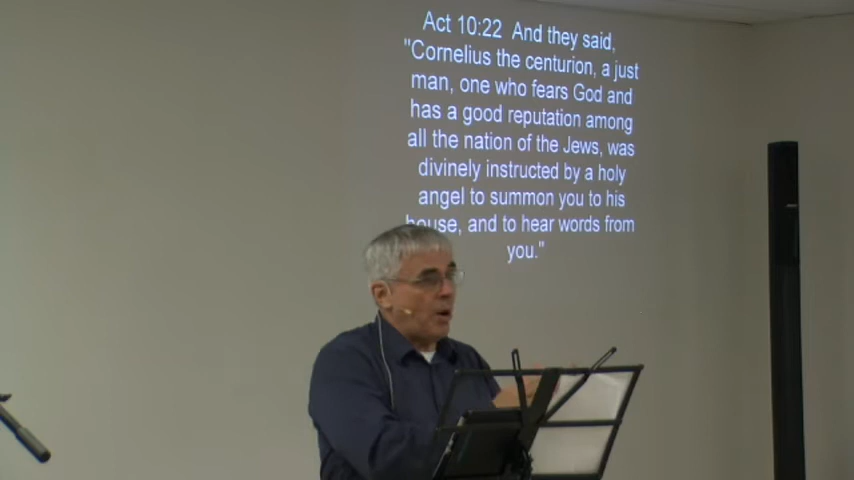 Act 10:22 And they said,
"Cornelius the centurion, a just
man, one who fears God and
has a good reputation among
all the nation of the Jews, was
divinely instructed by a holy
angel to summon you to his
house, and to hear words from
you."